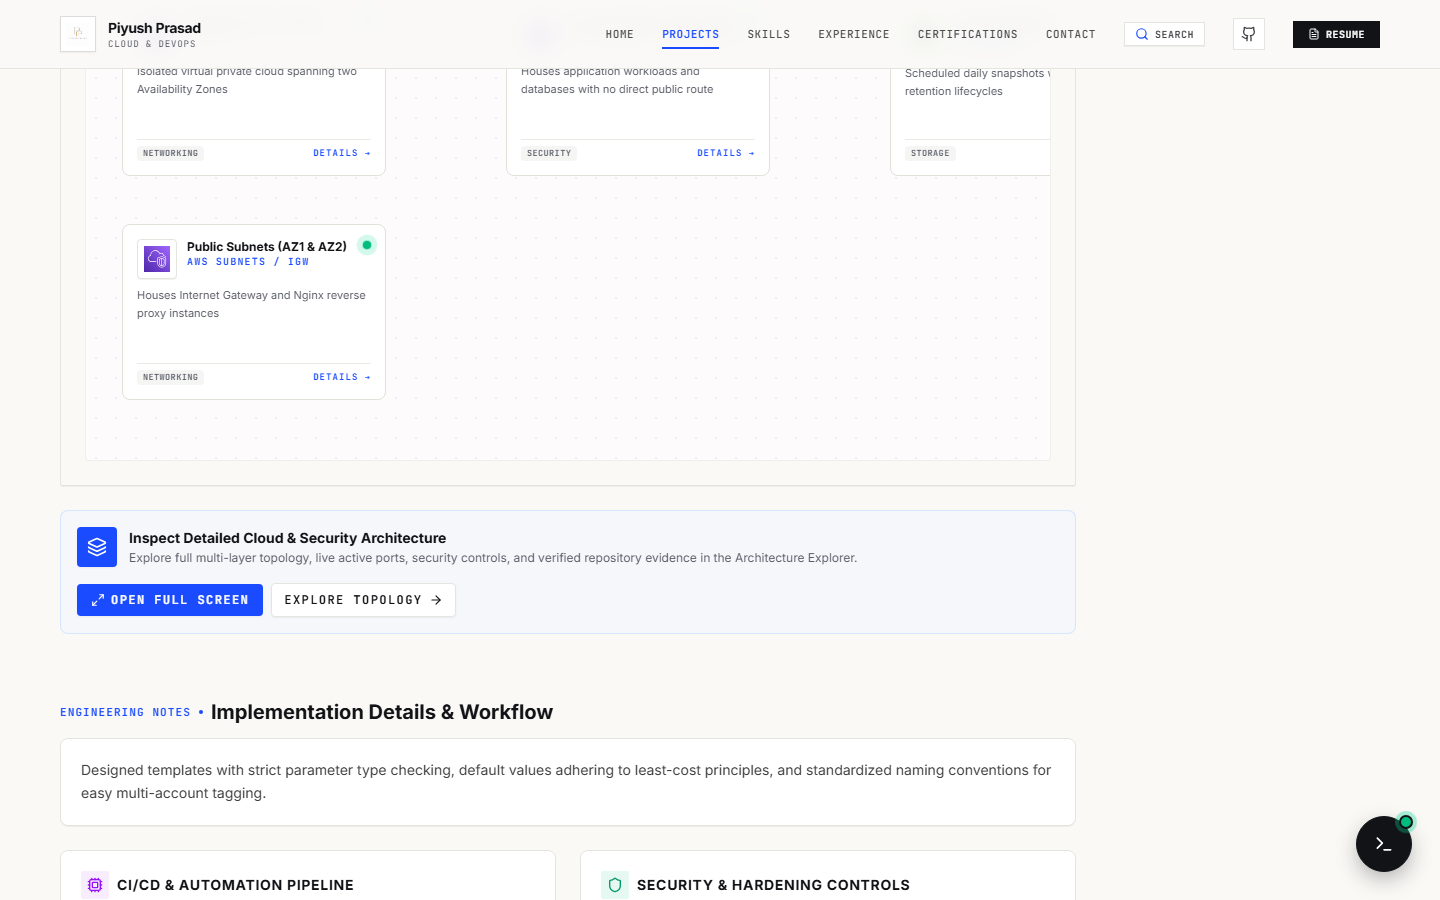 Piyush Prasad
CLOUD & DEVOPS
HOME
PROJECTS
SKILLS
EXPERIENCE
CERTIFICATIONS
CONTACT
SEARCH
RESUME
Isolated virtual private cloud spanning two
Availability Zones
NETWORKING
DETAILS →
Houses application workloads and
databases with no direct public route
SECURITY
DETAILS →
Scheduled daily snapshots
retention lifecycles
STORAGE
Public Subnets (AZ1 & AZ2)
AWS SUBNETS / IGW
Houses Internet Gateway and Nginx reverse
proxy instances
NETWORKING
DETAILS →
Inspect Detailed Cloud & Security Architecture
Explore full multi-layer topology, live active ports, security controls, and verified repository evidence in the Architecture Explorer.
OPEN FULL SCREEN
EXPLORE TOPOLOGY →
ENGINEERING NOTES • Implementation Details & Workflow
Designed templates with strict parameter type checking, default values adhering to least-cost principles, and standardized naming conventions for
easy multi-account tagging.
CI/CD & AUTOMATION PIPELINE
SECURITY & HARDENING CONTROLS